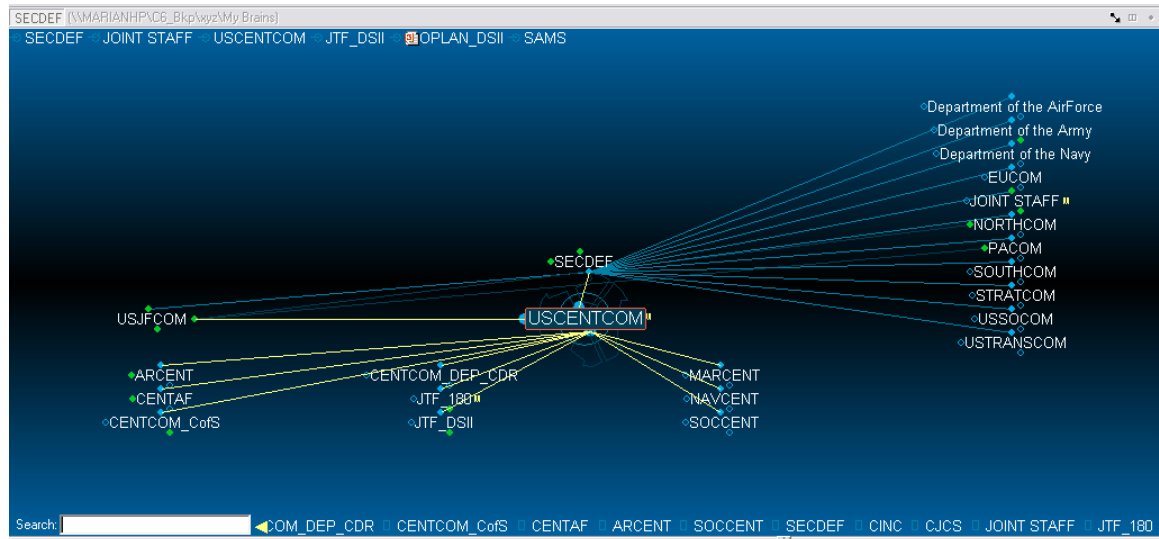 SECDEF (\\MARIANHP\C6_Bkp\xyz\My Brains)
SECDEF JOINT STAFF USCENTCOM JTF_DSII OPLAN_DSII SAMS
Department of the AirForce
Department of the Army
Department of the Navy
EUCOM
JOINT STAFF
NORTHCOM
PACOM
SOUTHCOM
STRATCOM
USSOCOM
USTRANSCOM
SECDEF
USJFCOM
USCENTCOM
ARCENT
CENTAF
CENTCOM_CofS
CENTCOM_DEP_CDR
JTF_180
JTF_DSII
MARCENT
NAVCENT
SOCCENT
Search: COM_DEP_CDR CENTCOM_CofS CENTAF ARCENT SOCCENT SECDEF CINC CJCS JOINT STAFF JTF_180